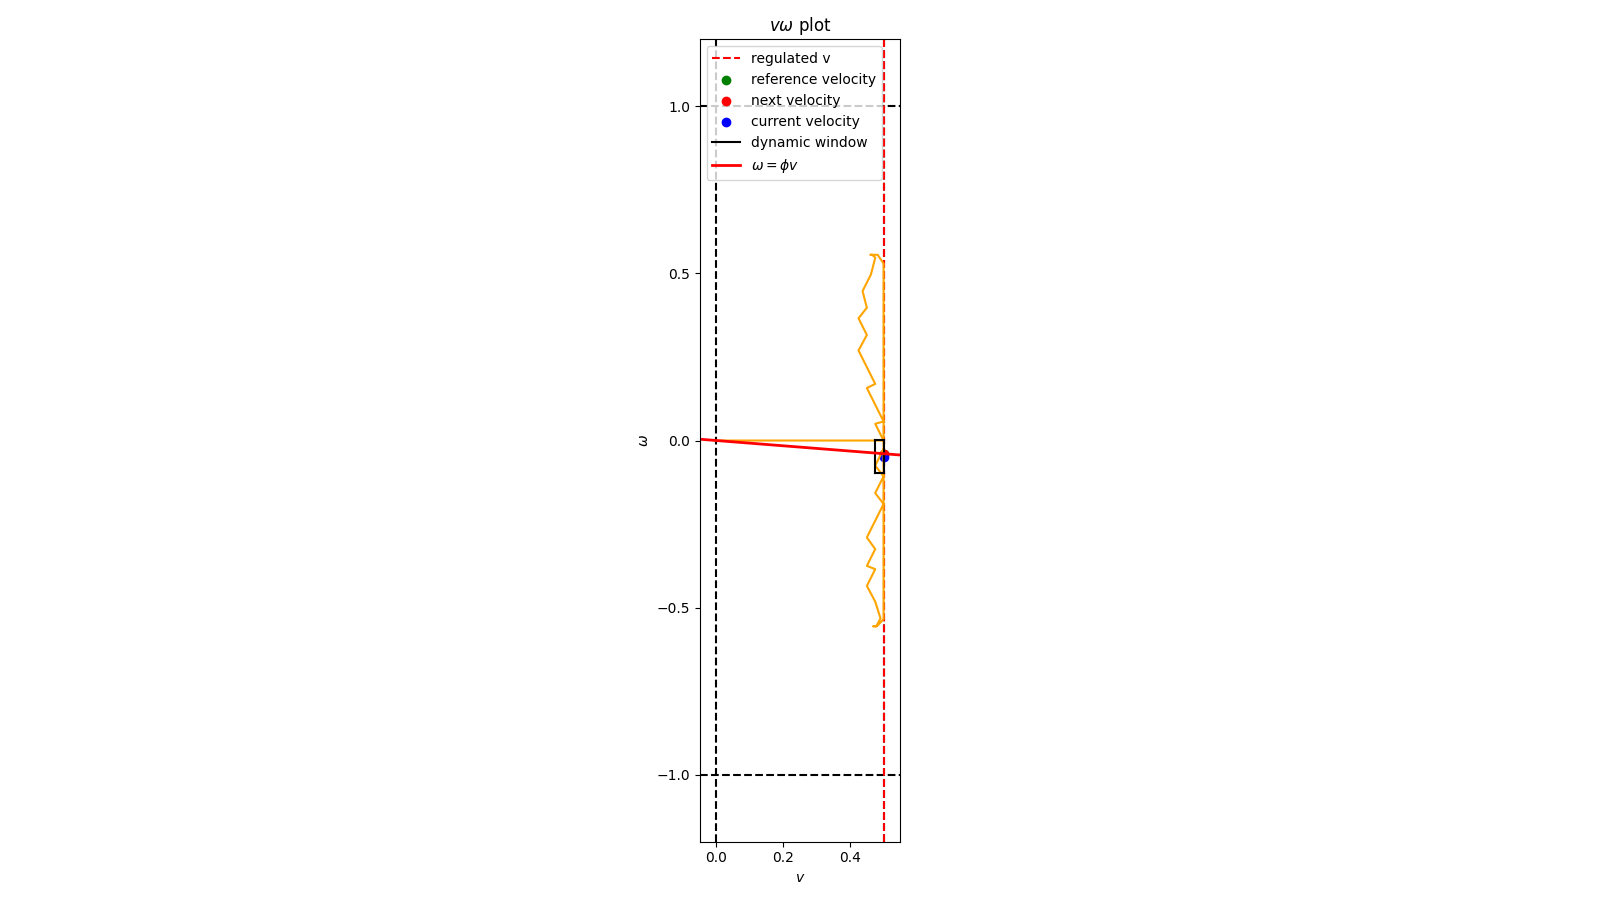 vω plot
regulated v
reference velocity
next velocity
current velocity
dynamic window
ω = ϕv
1.0
0.5
0.0
−0.5
−1.0
ω
0.0 0.2 0.4
v